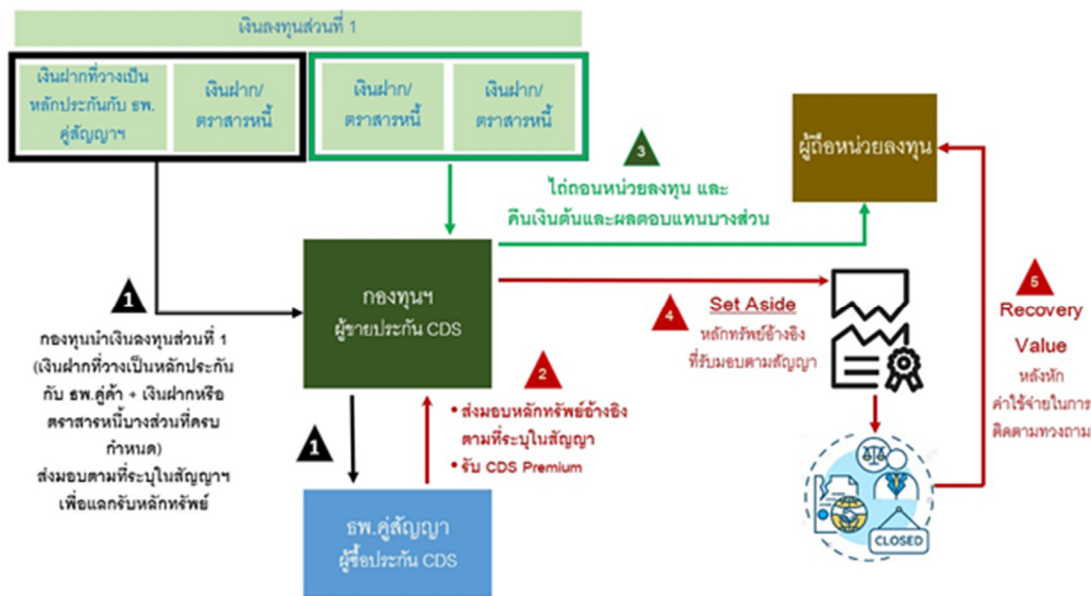 เงินลงทุนส่วนที่ 1
เงินฝากที่วางเป็น
หลักประกันกับ ธพ.
คู่สัญญาฯ
เงินฝาก/
ตราสารหนี้
เงินฝาก/
ตราสารหนี้
เงินฝาก/
ตราสารหนี้
ผู้ถือหน่วยลงทุน
3
ไถ่ถอนหน่วยลงทุน และ
คืนเงินต้นและผลตอบแทนบางส่วน
กองทุนฯ
ผู้ขายประกัน CDS
1
กองทุนนำเงินลงทุนส่วนที่ 1
(เงินฝากที่วางเป็นหลักประกัน
กับ ธพ.คู่ค้า + เงินฝากหรือ
ตราสารหนี้บางส่วนที่ครบ
กำหนด)
ส่งมอบตามที่ระบุในสัญญาฯ
เพื่อแลกรับหลักทรัพย์
1
2
• ส่งมอบหลักทรัพย์อ้างอิง
ตามที่ระบุในสัญญา
• รับ CDS Premium
ธพ.คู่สัญญา
ผู้ซื้อประกัน CDS
4
Set Aside
หลักทรัพย์อ้างอิง
ที่รับมอบตามสัญญา
5
Recovery
Value
หลังหัก
ค่าใช้จ่ายในการ
ติดตามทวงถาม
CLOSED